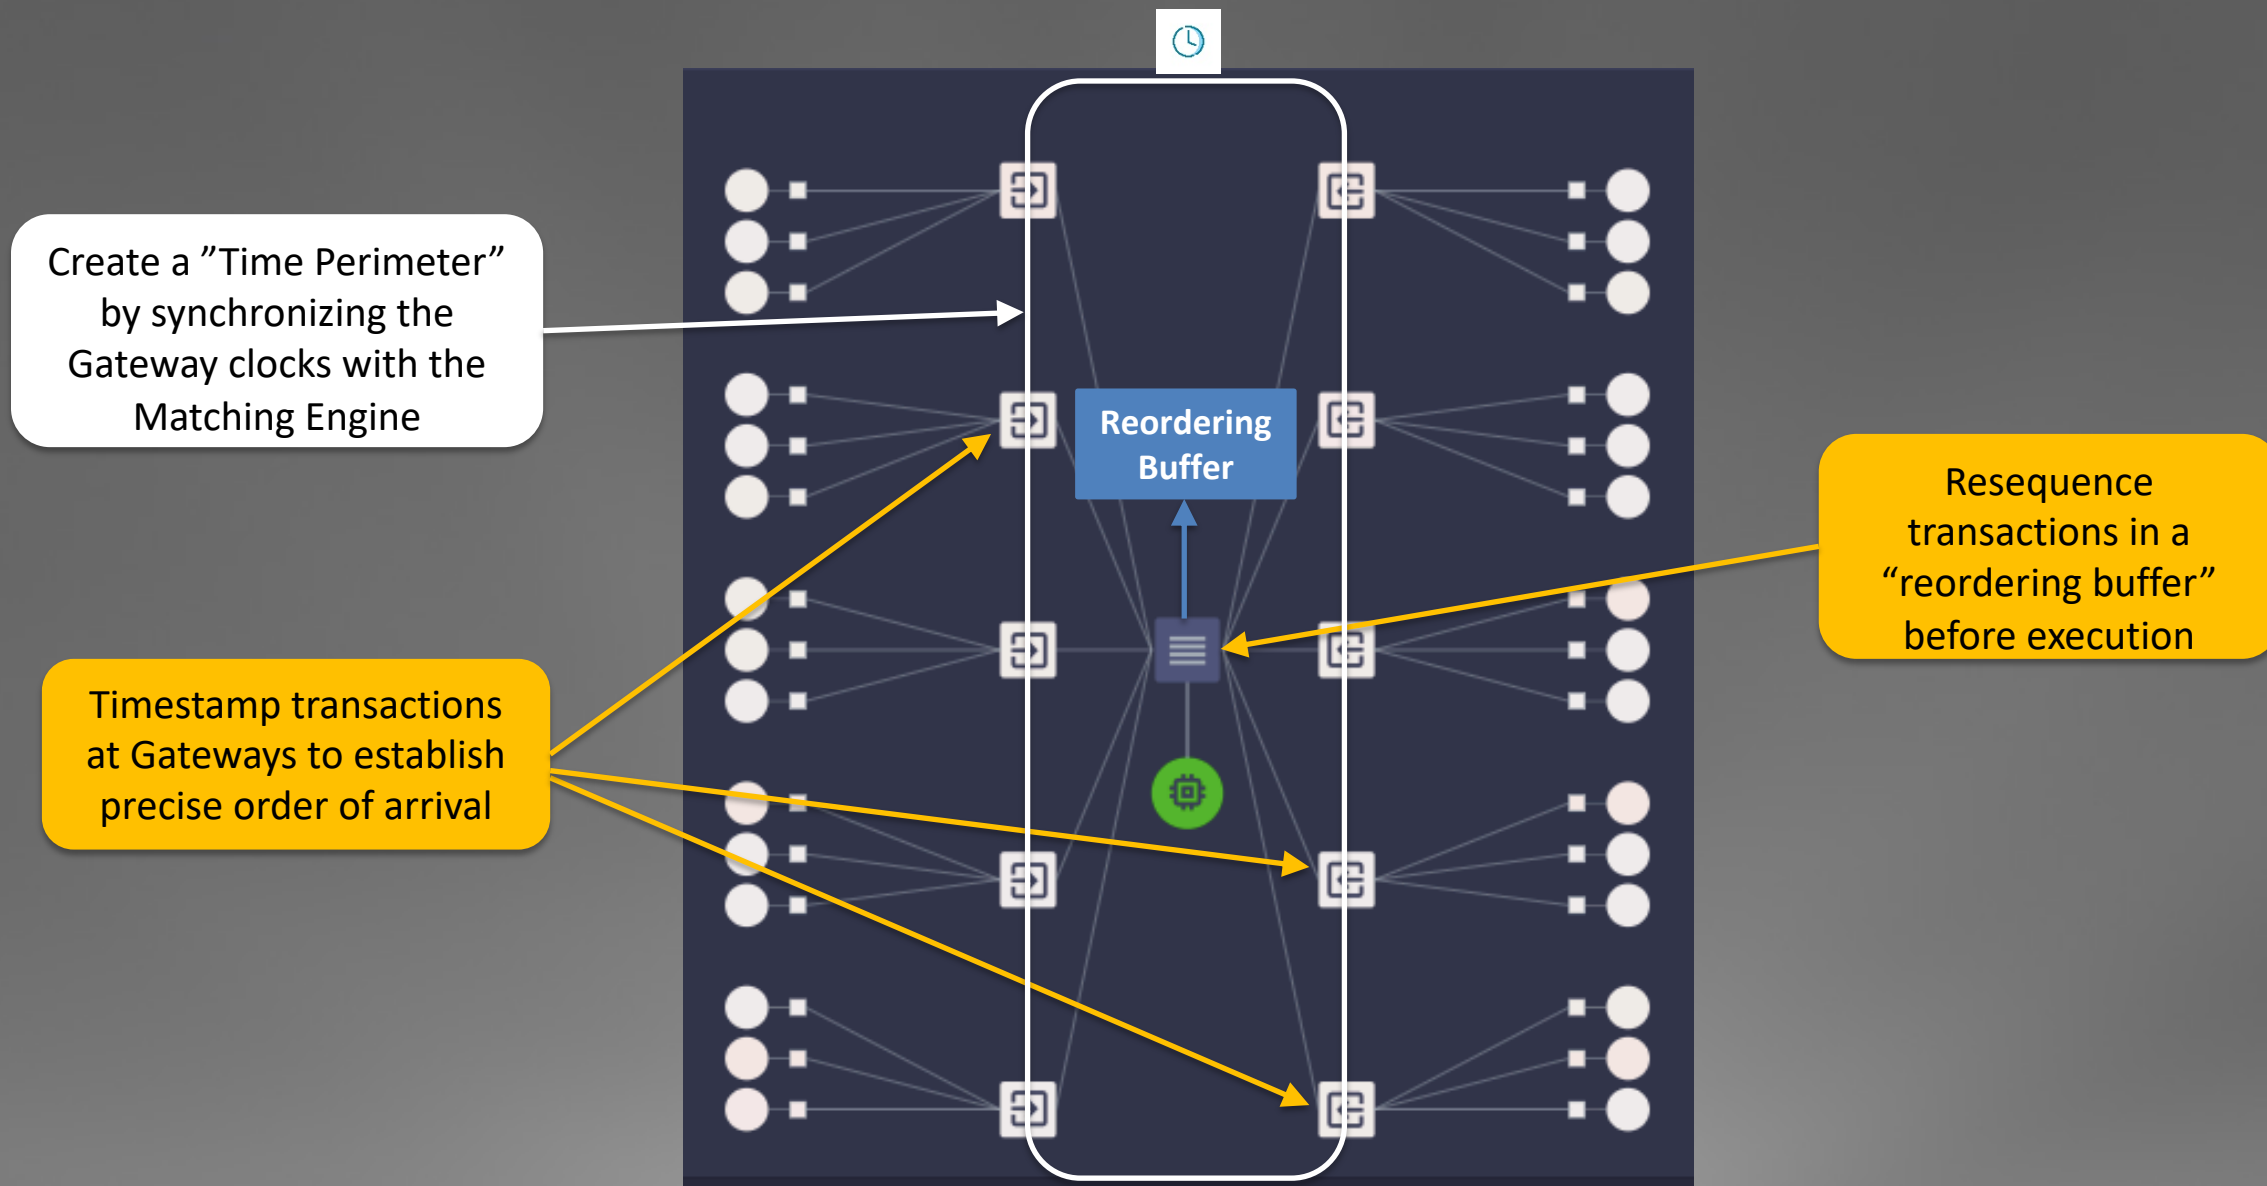 Create a ”Time Perimeter”
by synchronizing the
Gateway clocks with the
Matching Engine
Reordering
Buffer
Resequence
transactions in a
“reordering buffer”
before execution
Timestamp transactions
at Gateways to establish
precise order of arrival